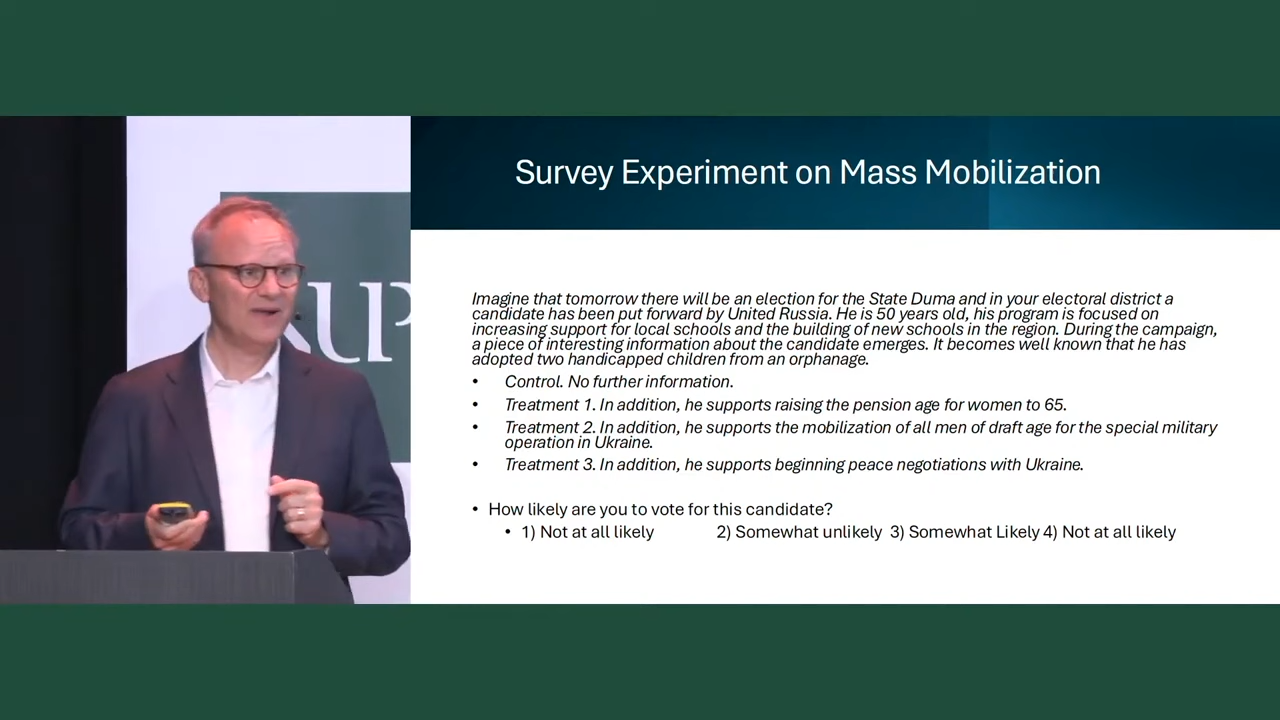 Survey Experiment on Mass Mobilization
Imagine that tomorrow there will be an election for the State Duma and in your electoral district a
candidate has been put forward by United Russia. He is 50 years old, his program is focused on
increasing support for local schools and the building of new schools in the region. During the campaign,
a piece of interesting information about the candidate emerges. It becomes well known that he has
adopted two handicapped children from an orphanage.
• Control. No further information.
• Treatment 1. In addition, he supports raising the pension age for women to 65.
• Treatment 2. In addition, he supports the mobilization of all men of draft age for the special military
operation in Ukraine.
• Treatment 3. In addition, he supports beginning peace negotiations with Ukraine.
• How likely are you to vote for this candidate?
• 1) Not at all likely 2) Somewhat unlikely 3) Somewhat Likely 4) Not at all likely